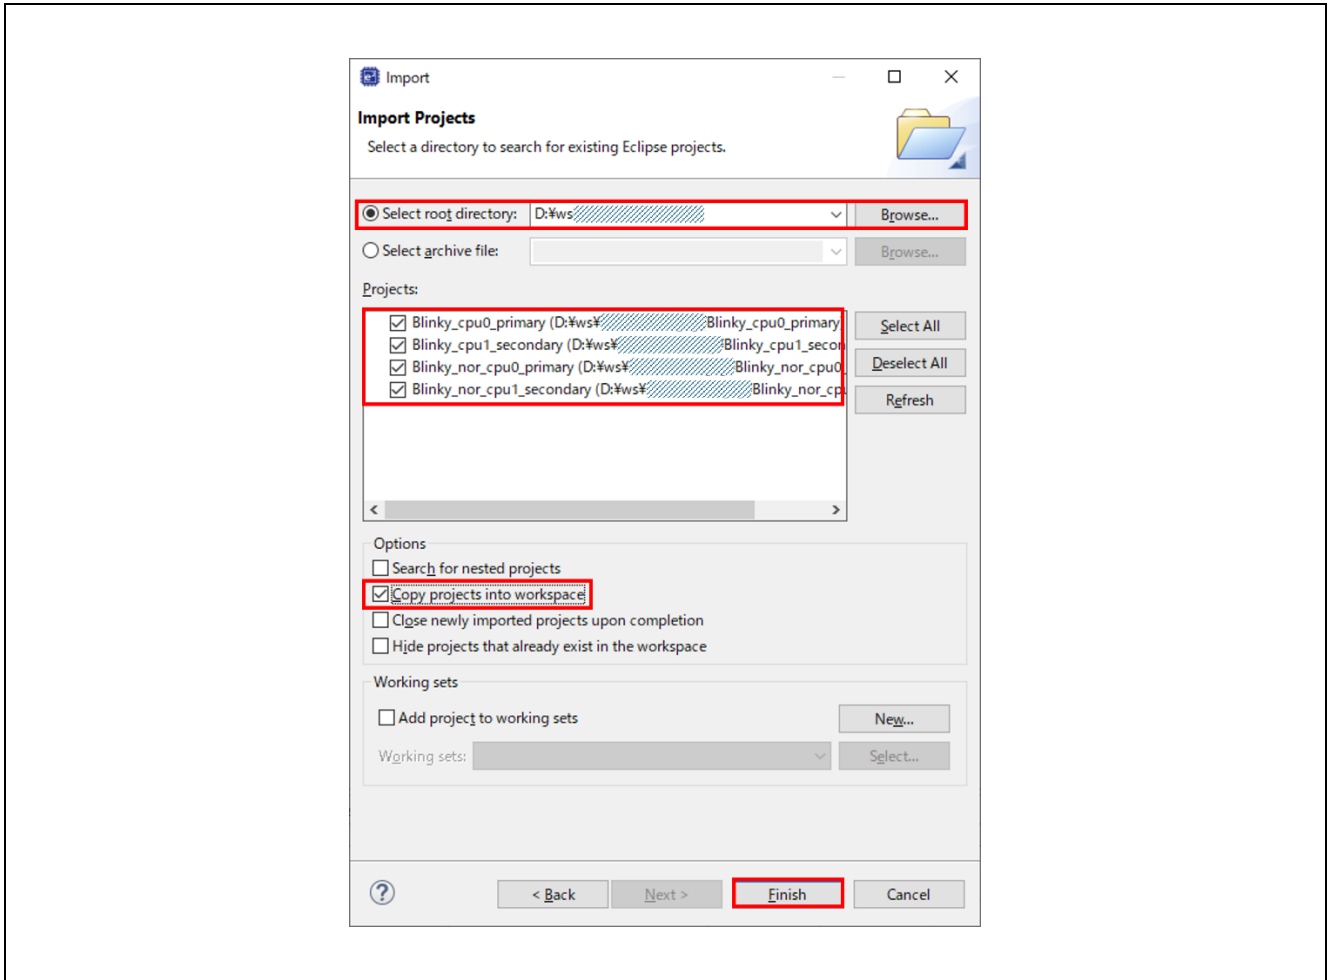 Import
Import Projects
Select a directory to search for existing Eclipse projects.
Select root directory: D:¥ws Browse...
Select archive file: Browse...
Projects:
Blinky_cpu0_primary (D:¥ws¥ Blinky_cpu0_primary
Blinky_cpu1_secondary (D:¥ws¥ Blinky_cpu1_secon
Blinky_nor_cpu0_primary (D:¥ws¥ Blinky_nor_cpu0_
Blinky_nor_cpu1_secondary (D:¥ws¥ Blinky_nor_cpu
Select All
Deselect All
Refresh
Options
Search for nested projects
Copy projects into workspace
Close newly imported projects upon completion
Hide projects that already exist in the workspace
Working sets
Add project to working sets New...
Working sets: Select...
? < Back Next > Finish Cancel